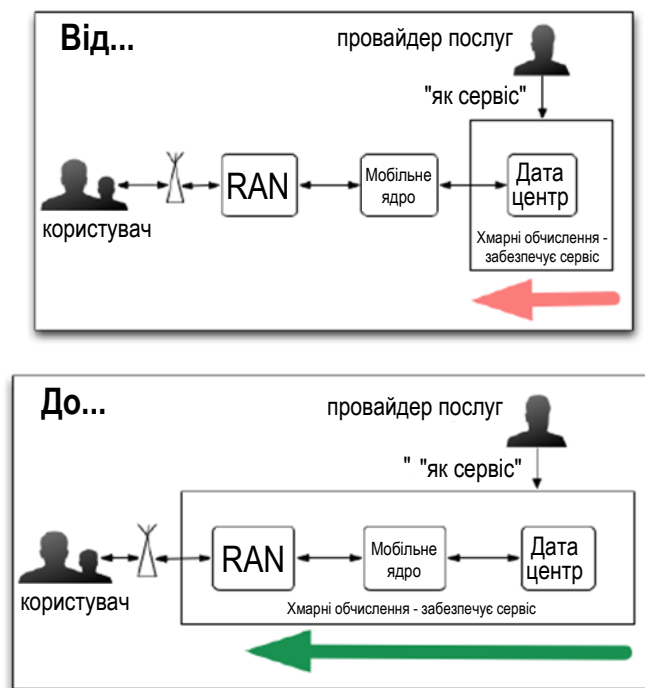 Від...
провайдер послуг
"як сервіс"
RAN
Мобільне
ядро
Дата
центр
користувач
Хмарні обчислення -
забезпечує сервіс
До...
провайдер послуг
" "як сервіс"
RAN
Мобільне
ядро
Дата
центр
користувач
Хмарні обчислення - забезпечує сервіс